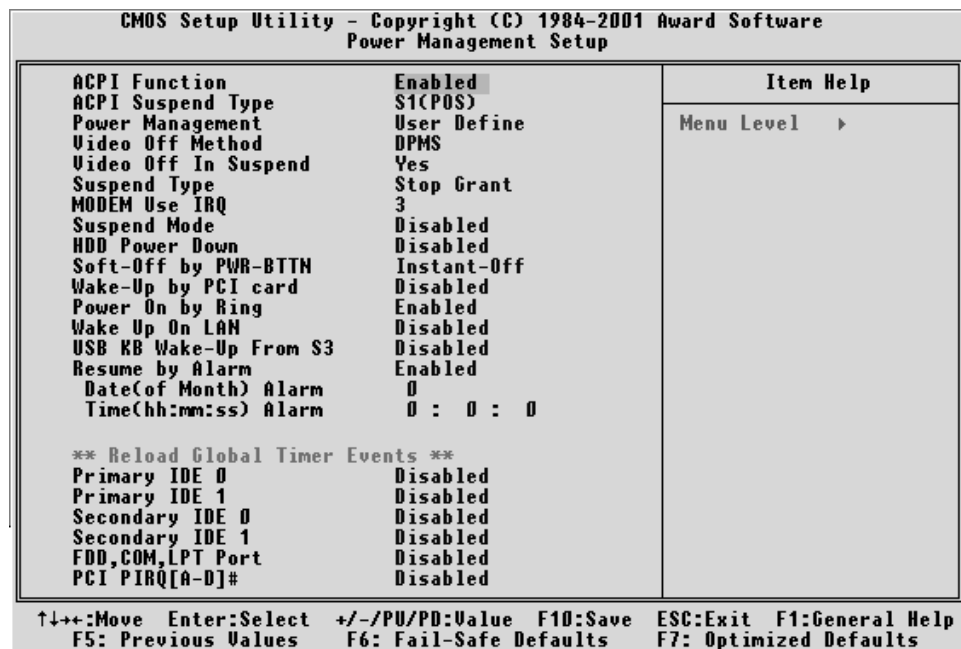 CMOS Setup Utility - Copyright (C) 1984-2001 Award Software
Power Management Setup
ACPI Function Enabled
ACPI Suspend Type S1(POS)
Power Management User Define
Video Off Method DPMS
Video Off In Suspend Yes
Suspend Type Stop Grant
MODEM Use IRQ 3
Suspend Mode Disabled
HDD Power Down Disabled
Soft-Off by PWR-BTTN Instant-Off
Wake-Up by PCI card Disabled
Power On by Ring Enabled
Wake Up On LAN Disabled
USB KB Wake-Up From S3 Disabled
Resume by Alarm Enabled
Date(of Month) Alarm 0
Time(hh:mm:ss) Alarm 0 : 0 : 0
** Reload Global Timer Events **
Primary IDE 0 Disabled
Primary IDE 1 Disabled
Secondary IDE 0 Disabled
Secondary IDE 1 Disabled
FDD,COM,LPT Port Disabled
PCI PIRQ[A-D]# Disabled
Item Help
Menu Level ▸
↑↓→←:Move Enter:Select +/-/PU/PD:Value F10:Save ESC:Exit F1:General Help
F5: Previous Values F6: Fail-Safe Defaults F7: Optimized Defaults